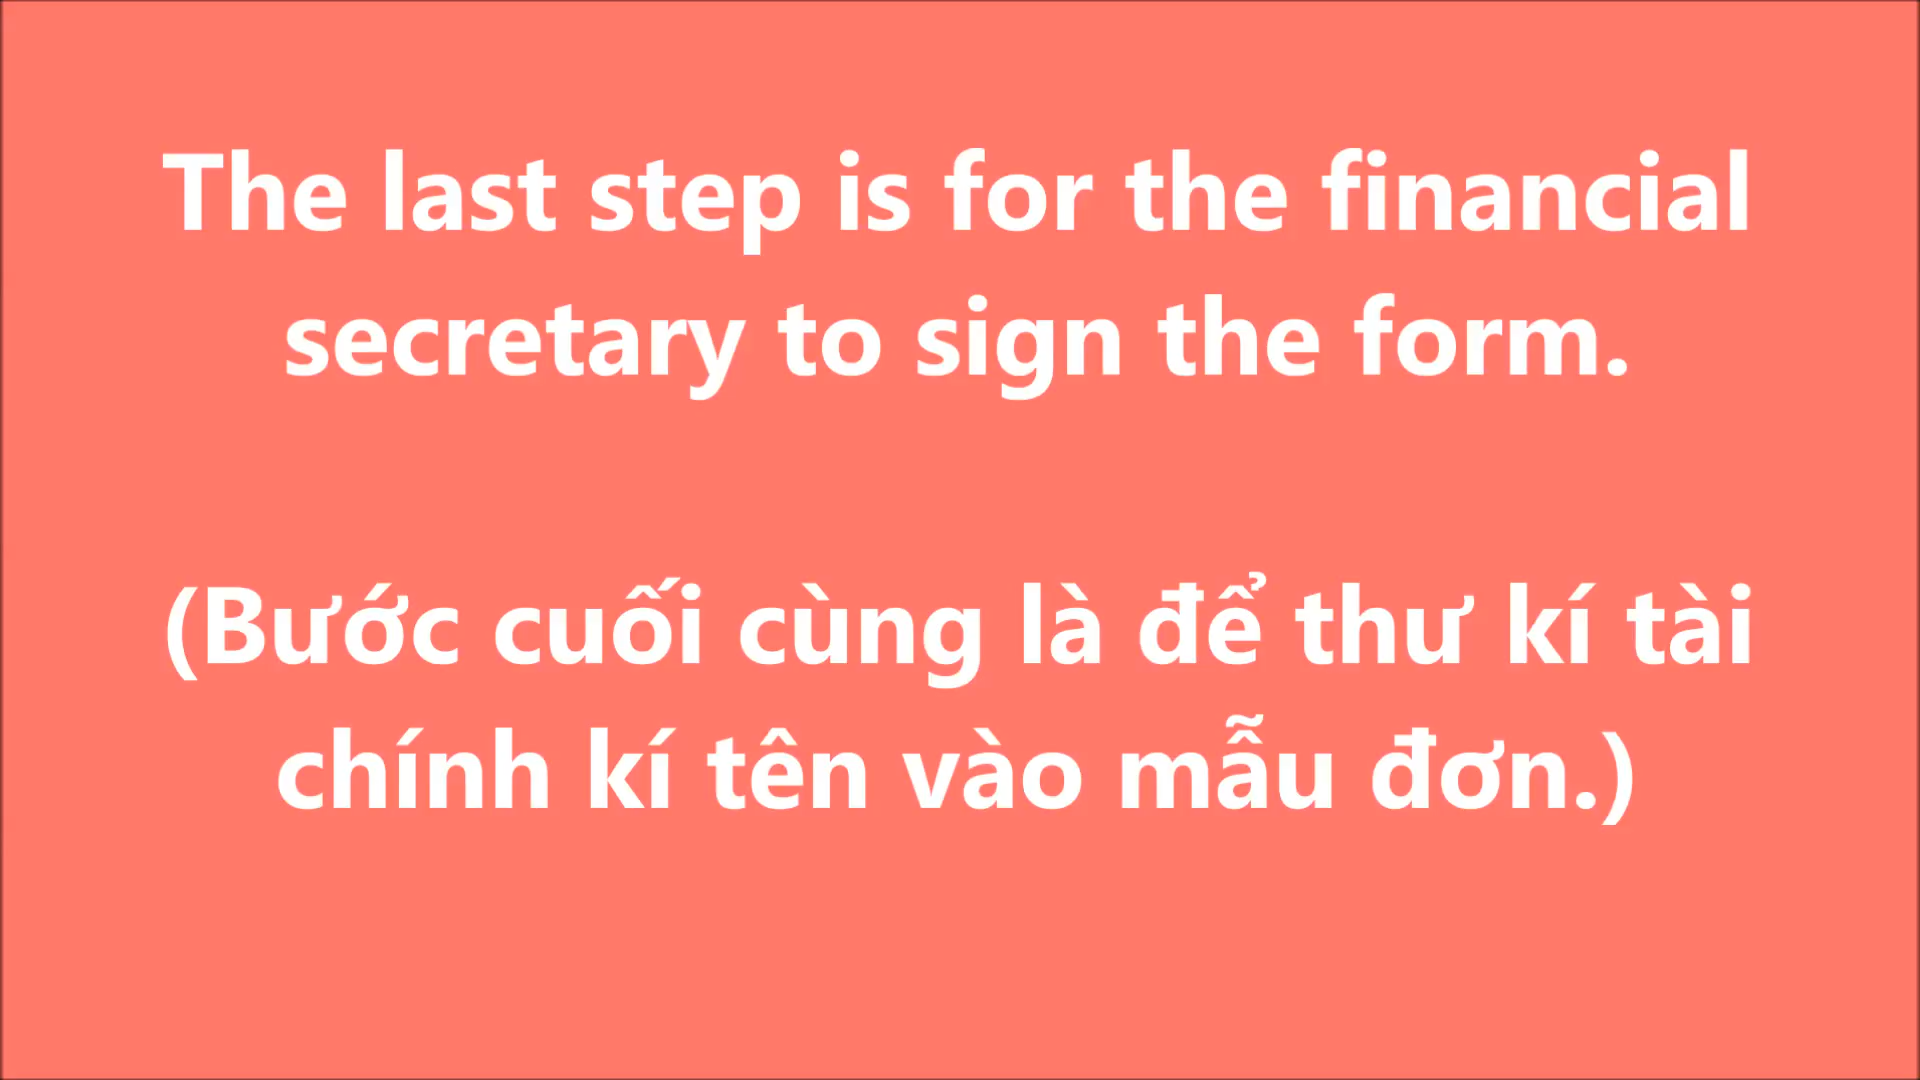 The last step is for the financial
secretary to sign the form.
(Bước cuối cùng là để thư kí tài
chính kí tên vào mẫu đơn.)